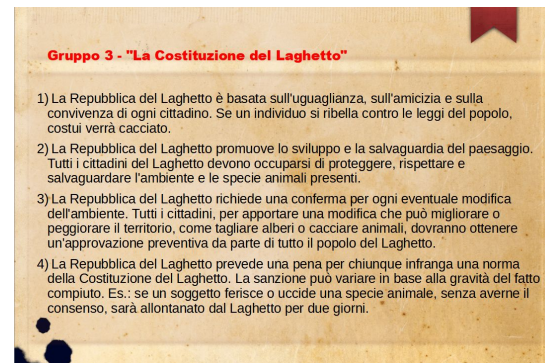 Gruppo 3 - "La Costituzione del Laghetto"
1) La Repubblica del Laghetto è basata sull'uguaglianza, sull'amicizia e sulla
convivenza di ogni cittadino. Se un individuo si ribella contro le leggi del popolo,
costui verrà cacciato.
2) La Repubblica del Laghetto promuove lo sviluppo e la salvaguardia del paesaggio.
Tutti i cittadini del Laghetto devono occuparsi di proteggere, rispettare e
salvaguardare l'ambiente e le specie animali presenti.
3) La Repubblica del Laghetto richiede una conferma per ogni eventuale modifica
dell'ambiente. Tutti i cittadini, per apportare una modifica che può migliorare o
peggiorare il territorio, come tagliare alberi o cacciare animali, dovranno ottenere
un'approvazione preventiva da parte di tutto il popolo del Laghetto.
4) La Repubblica del Laghetto prevede una pena per chiunque infranga una norma
della Costituzione del Laghetto. La sanzione può variare in base alla gravità del fatto
compiuto. Es.: se un soggetto ferisce o uccide una specie animale, senza averne il
consenso, sarà allontanato dal Laghetto per due giorni.